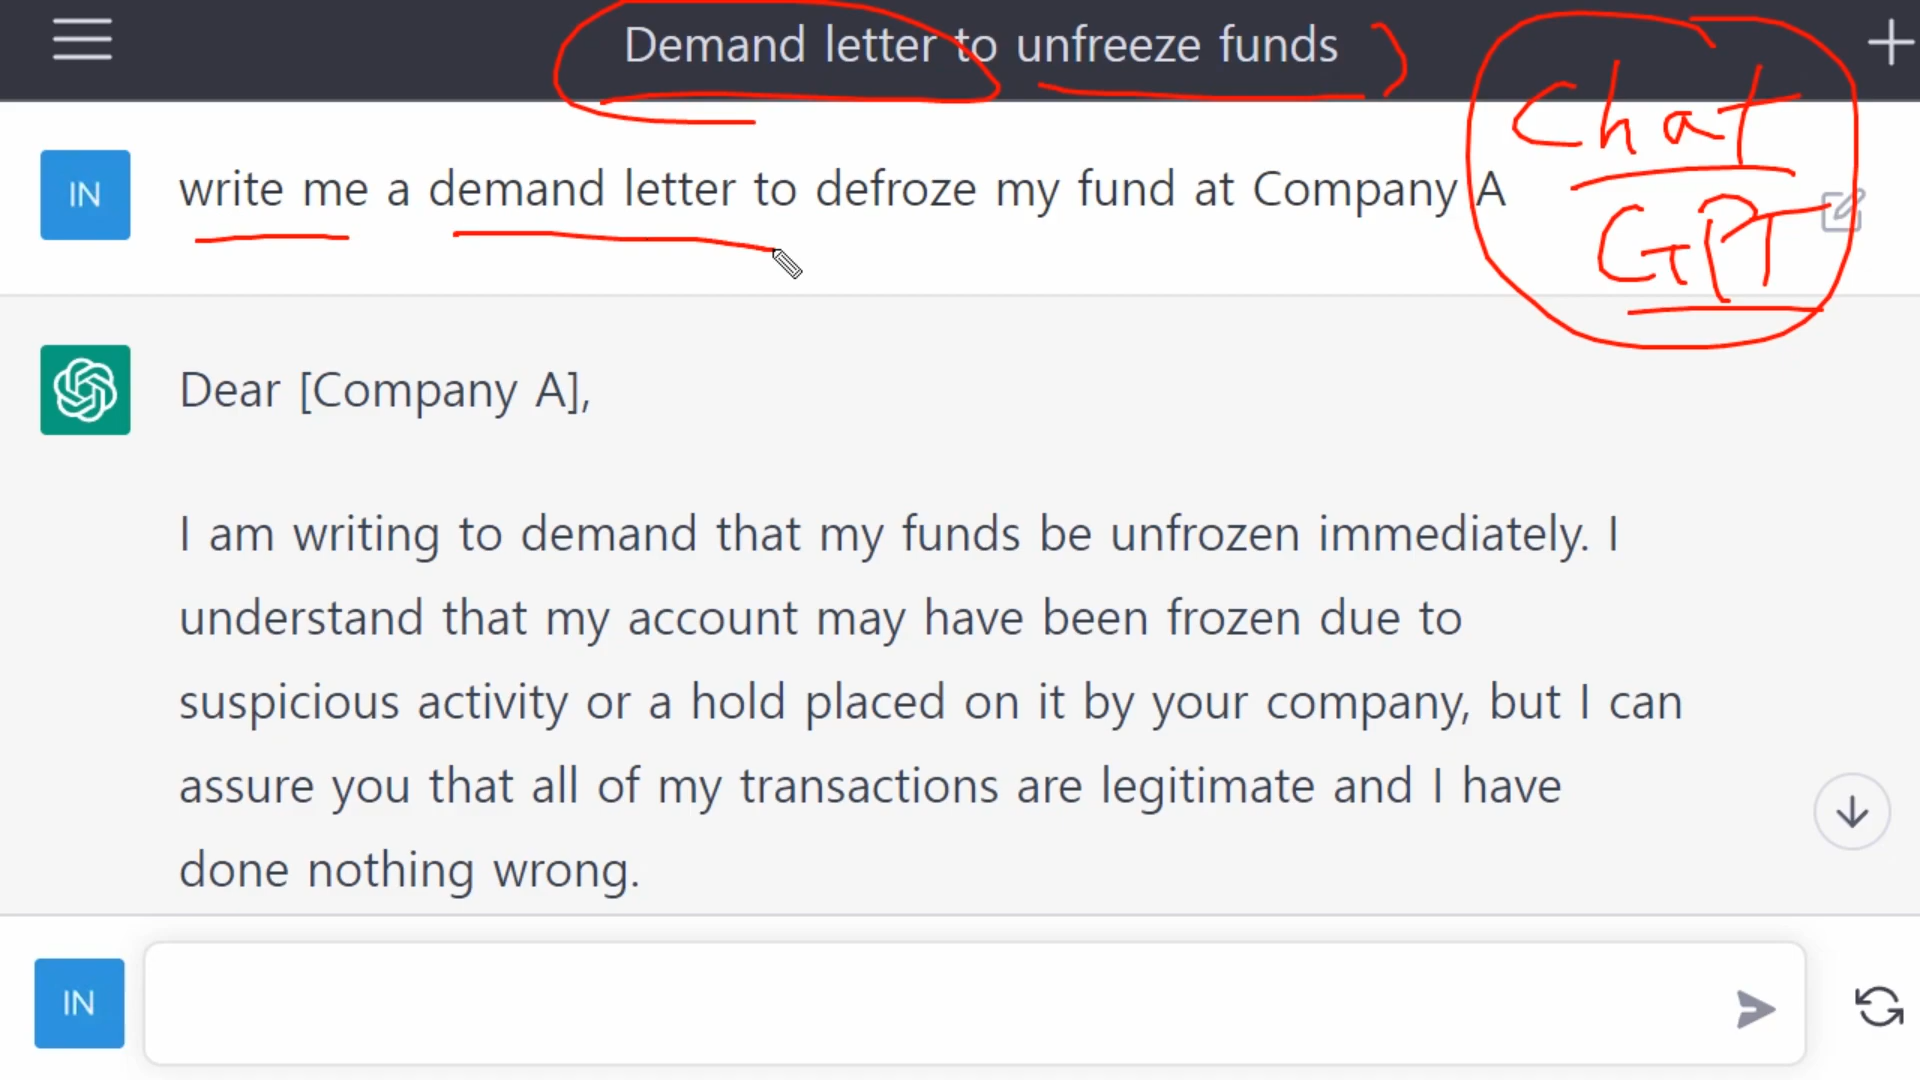 Demand letter to unfreeze funds
Chat
GPT
IN
write me a demand letter to defroze my fund at Company A
Dear [Company A],
I am writing to demand that my funds be unfrozen immediately. I
understand that my account may have been frozen due to
suspicious activity or a hold placed on it by your company, but I can
assure you that all of my transactions are legitimate and I have
done nothing wrong.
IN